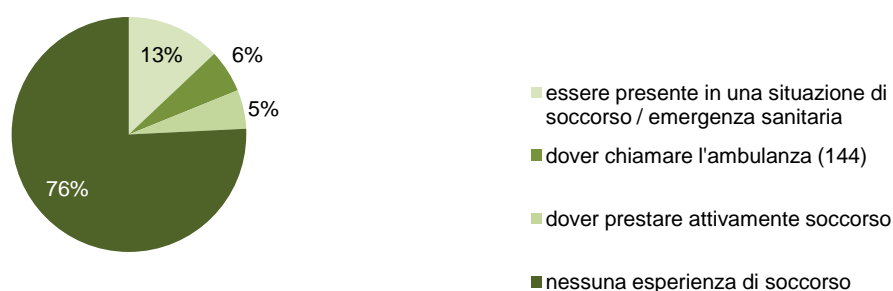 13%
6%
5%
76%
essere presente in una situazione di
soccorso / emergenza sanitaria
dover chiamare l'ambulanza (144)
dover prestare attivamente soccorso
nessuna esperienza di soccorso